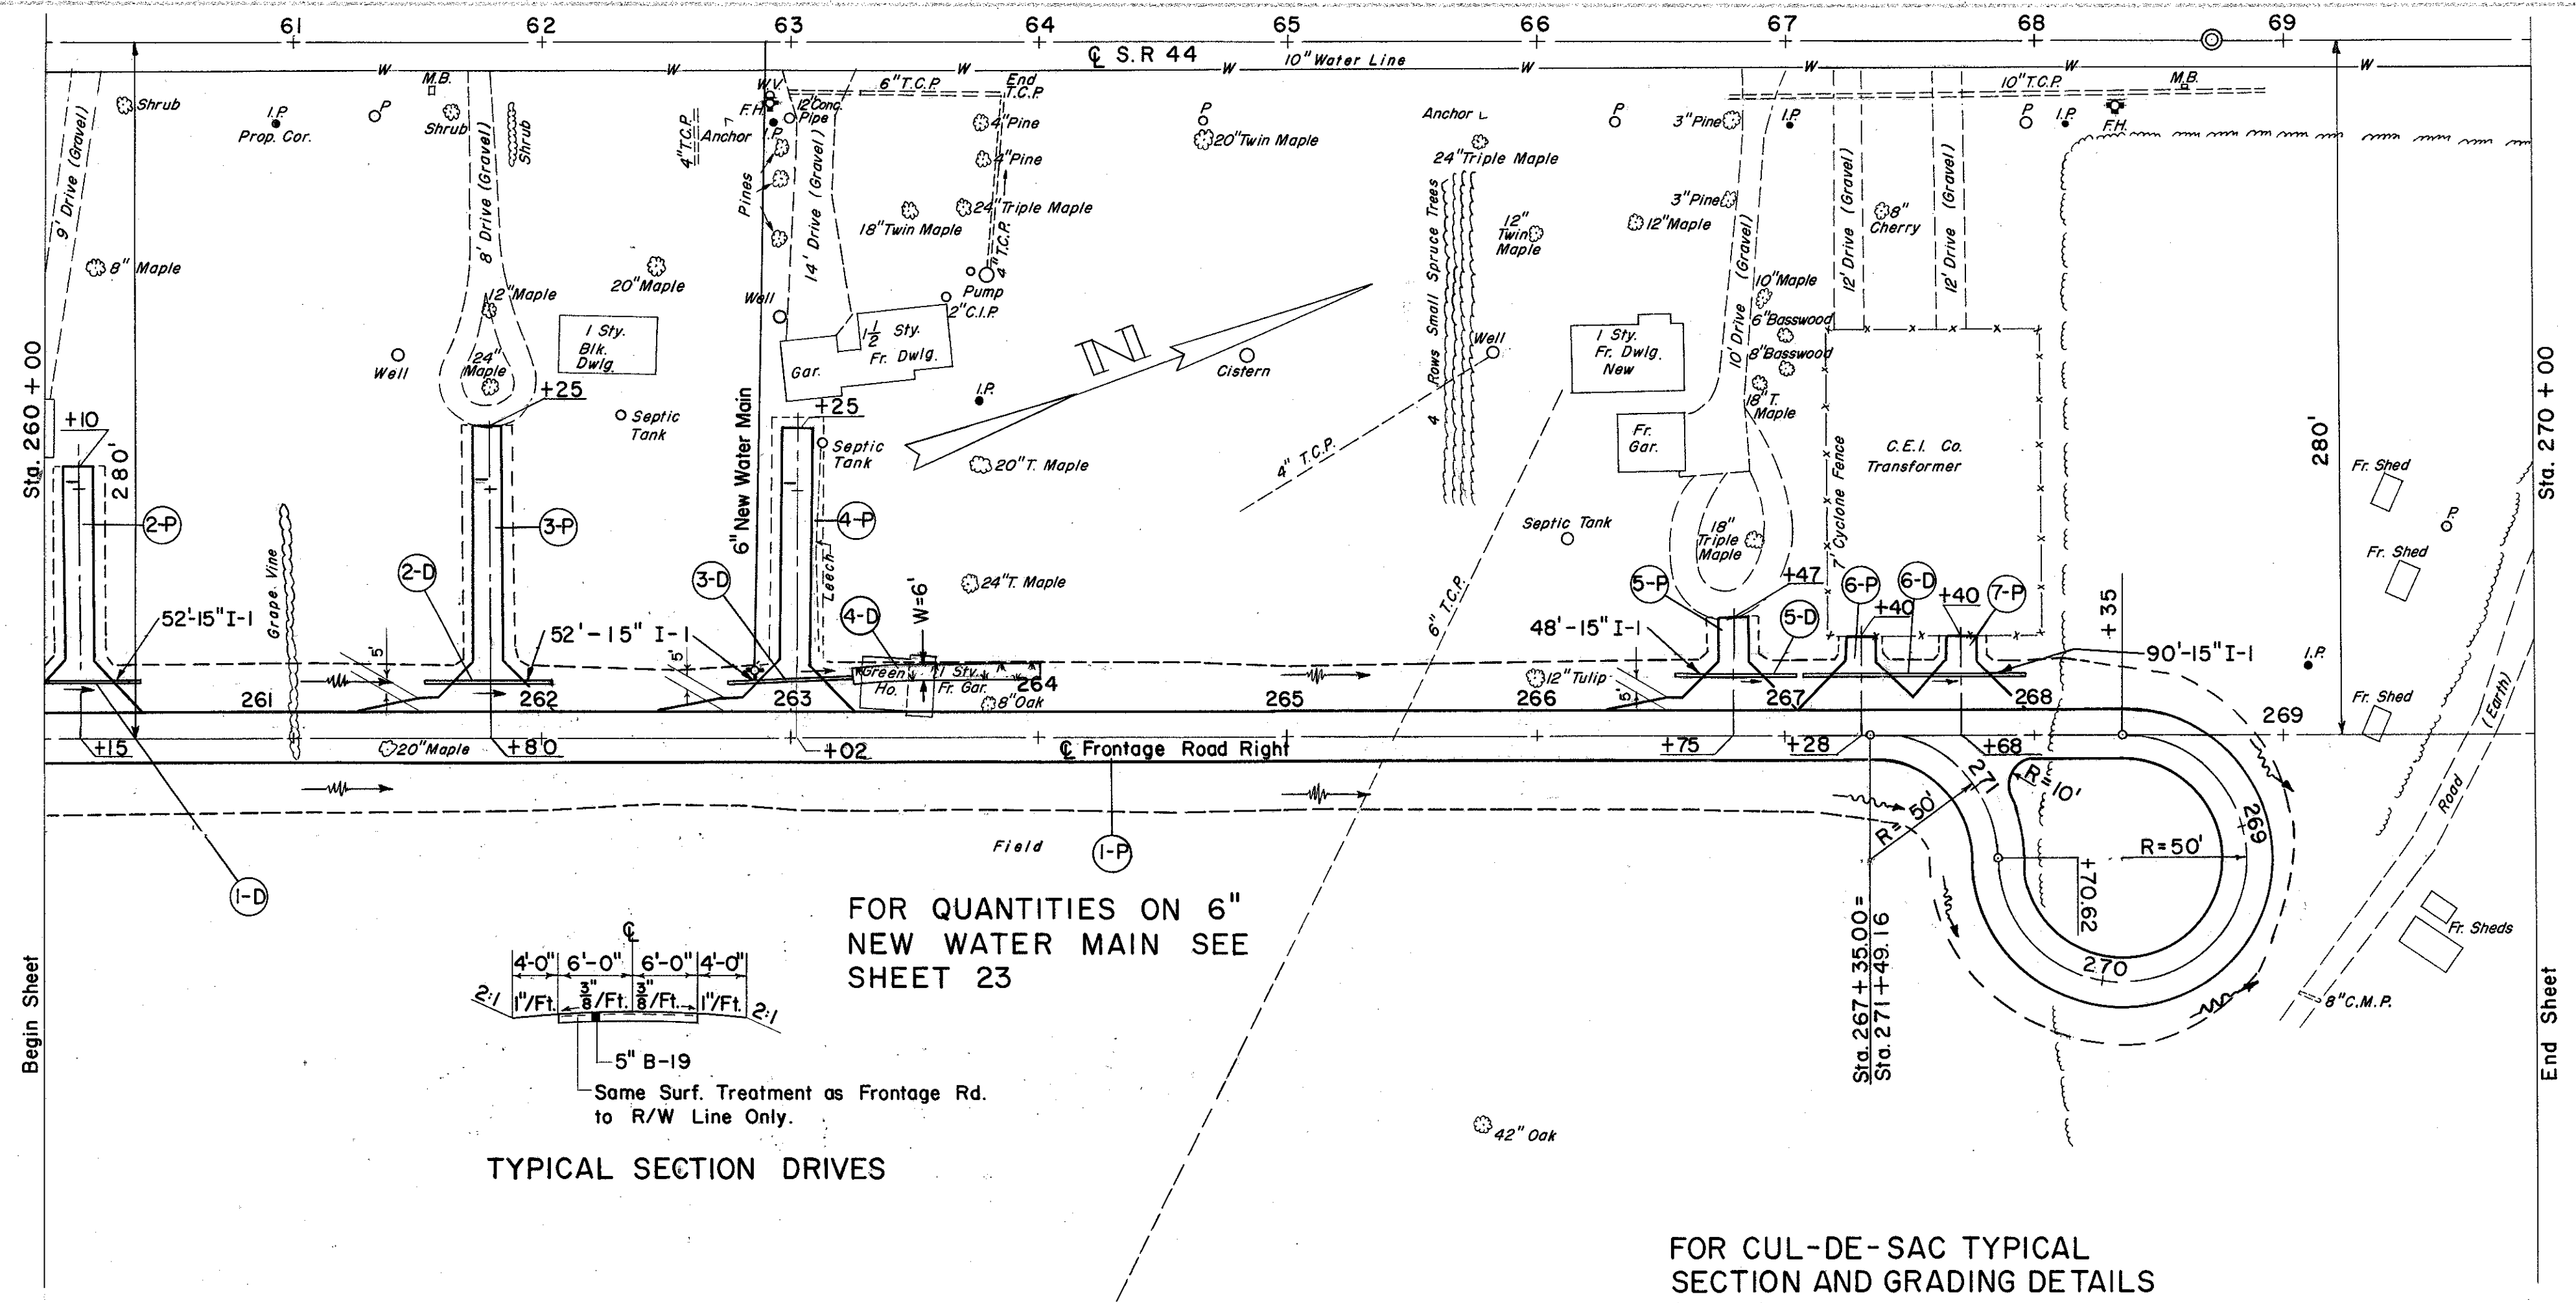 61 62 63 64 65 66 67 68 69
℄ S.R 44
10" Water Line
W W W W W W W W W
Shrub
I.P.
Prop. Cor.
P
M.B.
Shrub
Shrub
9' Drive (Gravel)
8' Drive (Gravel)
8" Maple
12" Maple
24"
Maple
Well
+25
1 Sty.
Blk.
Dwlg.
20" Maple
Septic
Tank
4" T.C.P.
Anchor
W.V.
F.H.
I.P.
12" Conc.
Pipe
Pines
14' Drive (Gravel)
6" T.C.P.
End
T.C.P.
4" Pine
4" Pine
18" Twin Maple
24" Triple Maple
4" T.C.P.
Pump
2" C.I.P.
Well
Gar.
1 1/2 Sty.
Fr. Dwlg.
I.P.
+25
Septic
Tank
20" T. Maple
24" T. Maple
6" New Water Main
Leech
N
P
20" Twin Maple
Cistern
4" T.C.P.
Anchor
24" Triple Maple
4 Rows Small Spruce Trees
Well
12"
Twin
Maple
P
12" Maple
3" Pine
3" Pine
I.P.
10' Drive (Gravel)
1 Sty.
Fr. Dwlg.
New
Fr.
Gar.
10" Maple
6" Basswood
8" Basswood
18" T.
Maple
18"
Triple
Maple
Septic Tank
6" T.C.P.
12' Drive (Gravel)
12' Drive (Gravel)
8"
Cherry
10" T.C.P.
M.B.
P
I.P.
F.H.
7' Cyclone Fence
C.E.I. Co.
Transformer
Sta. 260 + 00
Begin Sheet
Sta. 270 + 00
End Sheet
280'
280'
+10
2-P
3-P
4-P
5-P
6-P
7-P
1-P
1-D
2-D
3-D
4-D
5-D
6-D
52'-15" I-1
52'-15" I-1
48'-15" I-1
90'-15" I-1
Grape. Vine
5'
5'
5'
W=6'
Green
Ho.
1 Sty.
Fr. Gar.
8" Oak
12" Tulip
+47
+40
+40
+35
I.P.
Fr. Shed
Fr. Shed
Fr. Shed
P.
Fr. Sheds
Road (Earth)
8" C.M.P.
261 262 263 264 265 266 267 268 269
+15
20" Maple
+80
+02
℄ Frontage Road Right
+75
+28
+68
271
269
270
R=50'
R=10'
R=50'
+70.62
Sta. 267+35.00=
Sta. 271+49.16
Field
42" Oak
FOR QUANTITIES ON 6"
NEW WATER MAIN SEE
SHEET 23
℄
4'-0" 6'-0" 6'-0" 4'-0"
2:1 1"/Ft. 3/8"/Ft. 3/8"/Ft. 1"/Ft. 2:1
5" B-19
Same Surf. Treatment as Frontage Rd.
to R/W Line Only.
TYPICAL SECTION DRIVES
FOR CUL-DE-SAC TYPICAL
SECTION AND GRADING DETAILS